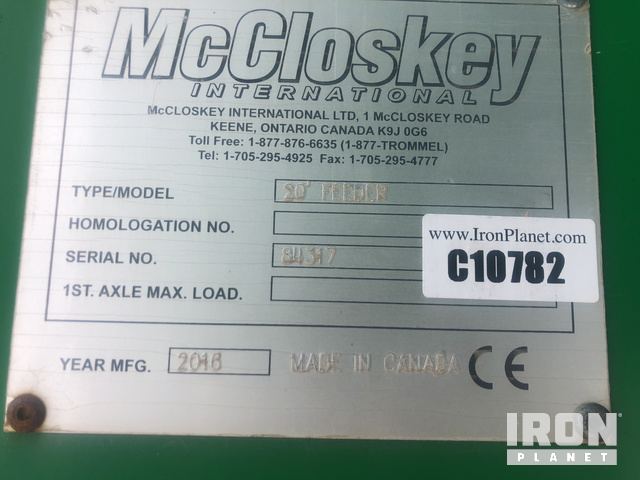 McCloskey
INTERNATIONAL
McCLOSKEY INTERNATIONAL LTD, 1 McCLOSKEY ROAD
KEENE, ONTARIO CANADA K9J 0G6
Toll Free: 1-877-876-6635 (1-877-TROMMEL)
Tel: 1-705-295-4925 Fax: 1-705-295-4777
TYPE/MODEL 20' FEEDER
HOMOLOGATION NO.
www.IronPlanet.com
SERIAL NO. 84317
C10782
1ST. AXLE MAX. LOAD.
YEAR MFG. 2016 MADE IN CANADA CE
IRON
PLANET